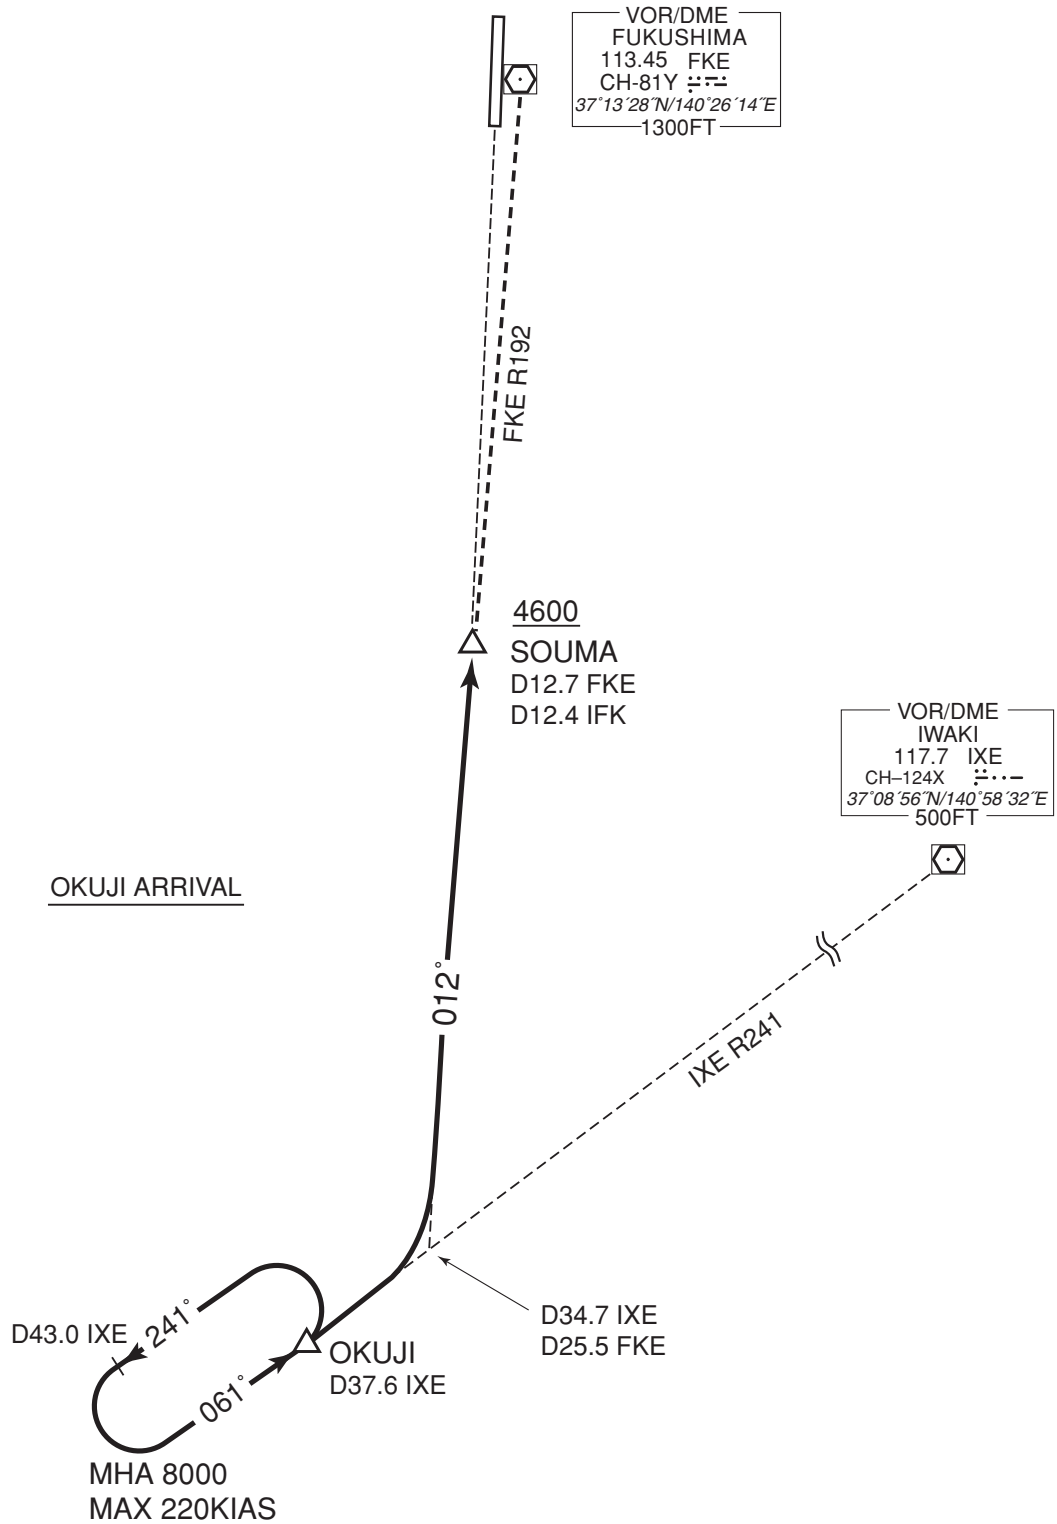 VOR/DME
FUKUSHIMA
113.45 FKE
CH-81Y
37°13´28˝N/140°26´14˝E
1300FT
FKE R192
4600
SOUMA
D12.7 FKE
D12.4 IFK
VOR/DME
IWAKI
117.7 IXE
CH–124X
37°08´56˝N/140°58´32˝E
500FT
OKUJI ARRIVAL
012°
IXE R241
D34.7 IXE
D25.5 FKE
241°
D43.0 IXE
OKUJI
D37.6 IXE
061°
MHA 8000
MAX 220KIAS